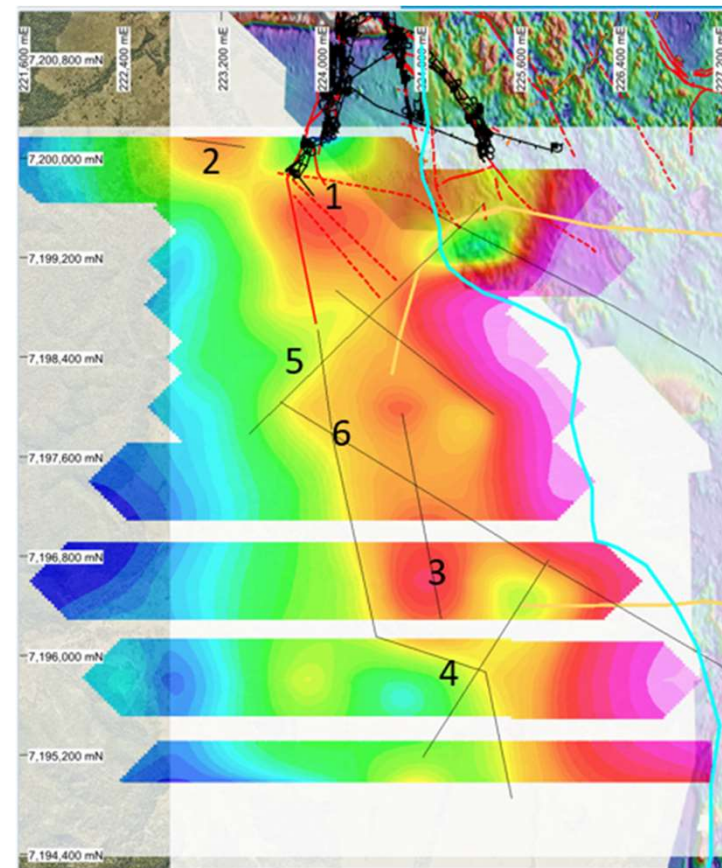 221,600 mE
222,400 mE
223,200 mE
224,000 mE
225,600 mE
226,400 mE
7,200,800 mN
7,200,000 mN
2
1
7,199,200 mN
7,198,400 mN
5
6
7,197,600 mN
7,196,800 mN
3
7,196,000 mN
4
7,195,200 mN
7,194,400 mN